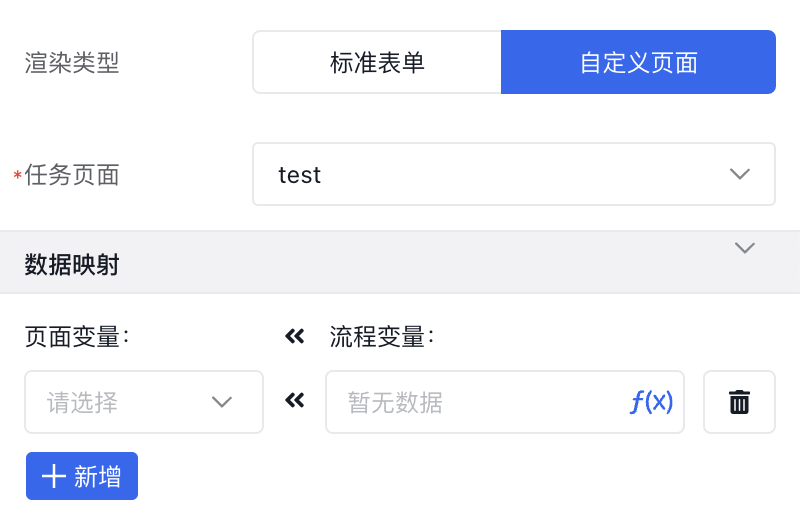 渲染类型 标准表单 自定义页面
*任务页面 test
数据映射
页面变量： « 流程变量：
请选择 « 暂无数据 ƒ(x)
+ 新增